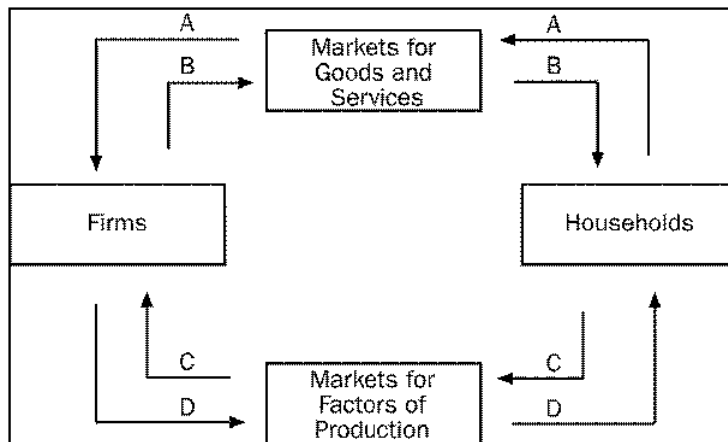 A
Markets for
Goods and
Services
A
B
B
Firms
Households
C
Markets for
Factors of
Production
C
D
D